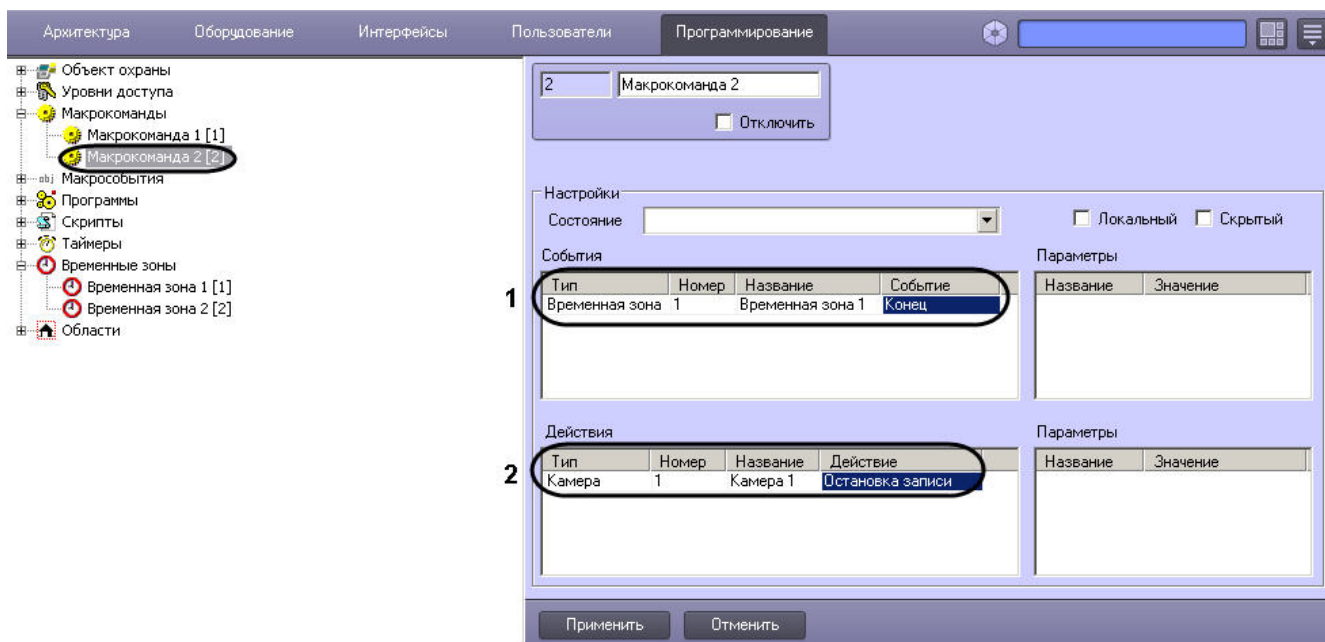 Архитектура Оборудование Интерфейсы Пользователи Программирование
Объект охраны
Уровни доступа
Макрокоманды
Макрокоманда 1 [1]
Макрокоманда 2 [2]
obj Макрособытия
Программы
Скрипты
Таймеры
Временные зоны
Временная зона 1 [1]
Временная зона 2 [2]
Области
2 Макрокоманда 2
Отключить
Настройки
Состояние Локальный Скрытый
События Параметры
1
Тип Номер Название Событие Название Значение
Временная зона 1 Временная зона 1 Конец
Действия Параметры
2
Тип Номер Название Действие Название Значение
Камера 1 Камера 1 Остановка записи
Применить Отменить